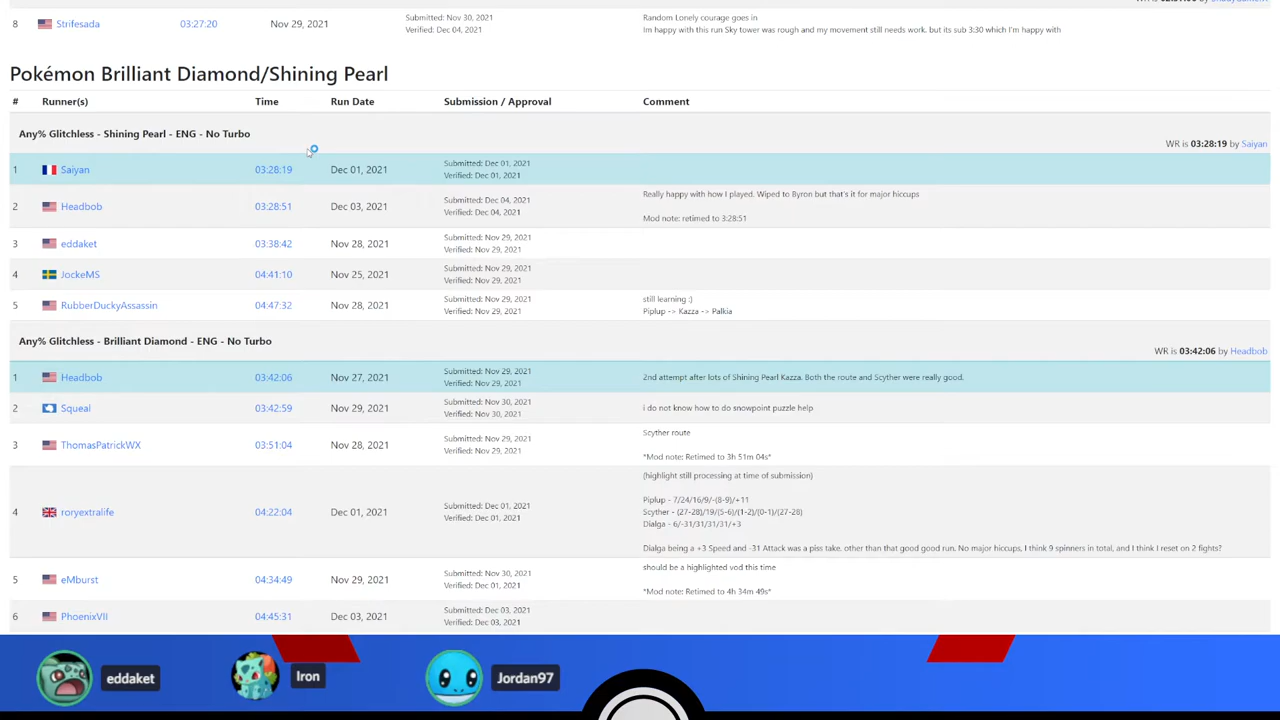 8 Strifesada 03:27:20 Nov 29, 2021 Submitted: Nov 30, 2021 Random Lonely courage goes in
Verified: Dec 04, 2021 Im happy with this run Sky tower was rough and my movement still needs work, but its sub 3:30 which I'm happy with
Pokémon Brilliant Diamond/Shining Pearl
# Runner(s) Time Run Date Submission / Approval Comment
Any% Glitchless - Shining Pearl - ENG - No Turbo
WR is 03:28:19 by Saiyan
1 Saiyan 03:28:19 Dec 01, 2021 Submitted: Dec 01, 2021
Verified: Dec 01, 2021
2 Headbob 03:28:51 Dec 03, 2021 Submitted: Dec 04, 2021 Really happy with how I played. Wiped to Byron but that's it for major hiccups
Verified: Dec 04, 2021 Mod note: retimed to 3:28:51
3 eddaket 03:38:42 Nov 28, 2021 Submitted: Nov 29, 2021
Verified: Nov 29, 2021
4 JockeMS 04:41:10 Nov 25, 2021 Submitted: Nov 29, 2021
Verified: Nov 29, 2021
5 RubberDuckyAssassin 04:47:32 Nov 28, 2021 Submitted: Nov 29, 2021 still learning :)
Verified: Nov 29, 2021 Piplup -> Kazza -> Palkia
Any% Glitchless - Brilliant Diamond - ENG - No Turbo
WR is 03:42:06 by Headbob
1 Headbob 03:42:06 Nov 27, 2021 Submitted: Nov 29, 2021 2nd attempt after lots of Shining Pearl Kazza. Both the route and Scyther were really good.
Verified: Nov 29, 2021
2 Squeal 03:42:59 Nov 29, 2021 Submitted: Nov 30, 2021 i do not know how to do snowpoint puzzle help
Verified: Nov 30, 2021
3 ThomasPatrickWX 03:51:04 Nov 28, 2021 Submitted: Nov 29, 2021 Scyther route
Verified: Nov 29, 2021 *Mod note: Retimed to 3h 51m 04s*
(highlight still processing at time of submission)
Piplup - 7/24/16/9/-(8-9)/+11
4 roryextralife 04:22:04 Dec 01, 2021 Submitted: Dec 01, 2021 Scyther - (27-28)/19/(5-6)/(1-2)/(0-1)/(27-28)
Verified: Dec 01, 2021 Dialga - 6/-31/31/31/31/+3
Dialga being a +3 Speed and -31 Attack was a piss take. other than that good good run. No major hiccups, I think 9 spinners in total, and I think I reset on 2 fights?
5 eMburst 04:34:49 Nov 29, 2021 Submitted: Nov 30, 2021 should be a highlighted vod this time
Verified: Dec 01, 2021 *Mod note: Retimed to 4h 34m 49s*
6 PhoenixVII 04:45:31 Dec 03, 2021 Submitted: Dec 03, 2021
Verified: Dec 03, 2021
eddaket Iron Jordan97